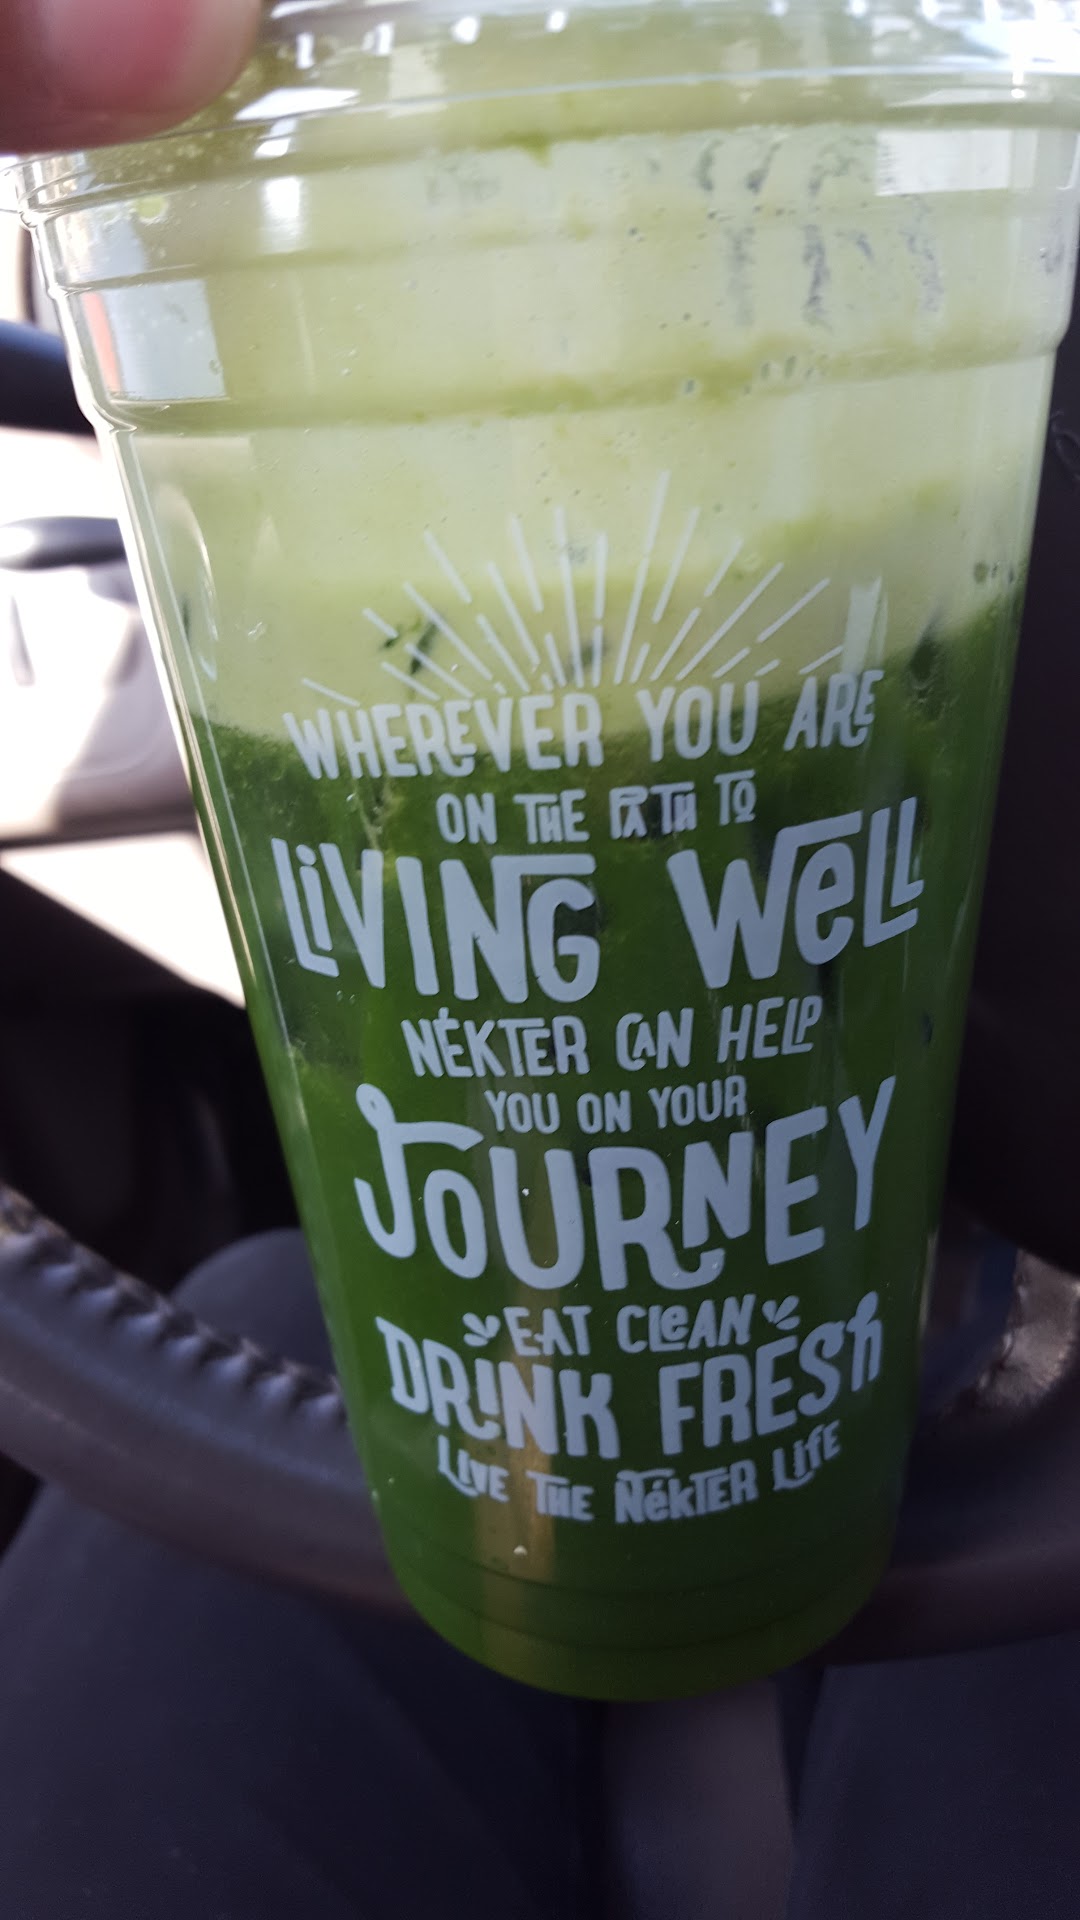 WHEREVER YOU ARE
ON THE PATH TO
LiVING WeLL
NÉKTER CAN HELP
YOU ON YOUR
JOURNEY
EAT CLeAN
DRiNK FRESh
LIVE THE NéKTER LifE